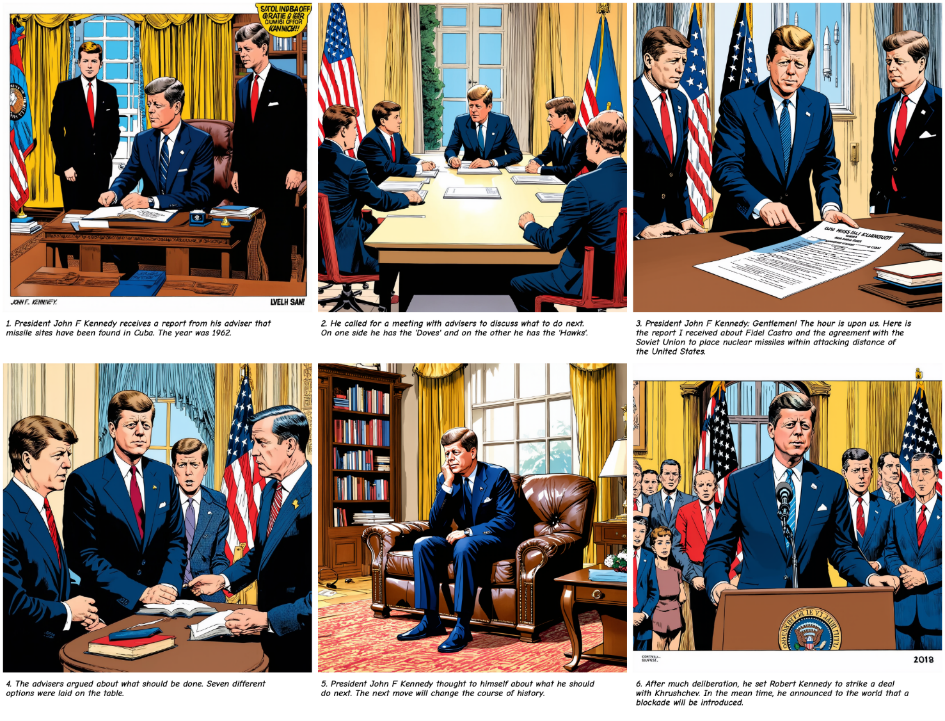 JOHN F. KENNEVEY.
1. President John F Kennedy receives a report from his adviser that
missile sites have been found in Cuba. The year was 1962.
2. He called for a meeting with advisers to discuss what to do next.
On one side he has the 'Doves' and on the other he has the 'Hawks'.
3. President John F Kennedy: Gentlemen! The hour is upon us. Here is
the report I received about Fidel Castro and the agreement with the
Soviet Union to place nuclear missiles within attacking distance of
the United States.
4. The advisers argued about what should be done. Seven different
options were laid on the table.
5. President John F Kennedy thought to himself about what he should
do next. The next move will change the course of history.
2018
6. After much deliberation, he set Robert Kennedy to strike a deal
with Khrushchev. In the mean time, he announced to the world that a
blockade will be introduced.